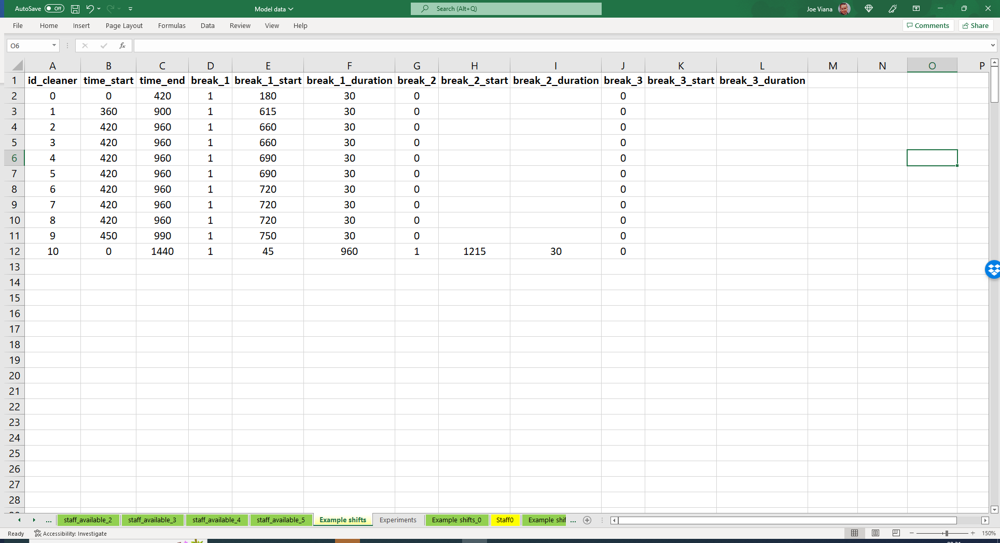 AutoSave Off Model data Search (Alt+Q) Joe Viana
File Home Insert Page Layout Formulas Data Review View Help Comments Share
O6 fx
A B C D E F G H I J K L M N O P
1 id_cleaner time_start time_end break_1 break_1_start break_1_duration break_2 break_2_start break_2_duration break_3 break_3_start break_3_duration
2 0 0 420 1 180 30 0 0
3 1 360 900 1 615 30 0 0
4 2 420 960 1 660 30 0 0
5 3 420 960 1 660 30 0 0
6 4 420 960 1 690 30 0 0
7 5 420 960 1 690 30 0 0
8 6 420 960 1 720 30 0 0
9 7 420 960 1 720 30 0 0
10 8 420 960 1 720 30 0 0
11 9 450 990 1 750 30 0 0
12 10 0 1440 1 45 960 1 1215 30 0
13
14
15
16
17
18
19
20
21
22
23
24
25
26
27
28
... staff_available_2 staff_available_3 staff_available_4 staff_available_5 Example shifts Experiments Example shifts_0 Staff0 Example shif ...
Ready Accessibility: Investigate 150%